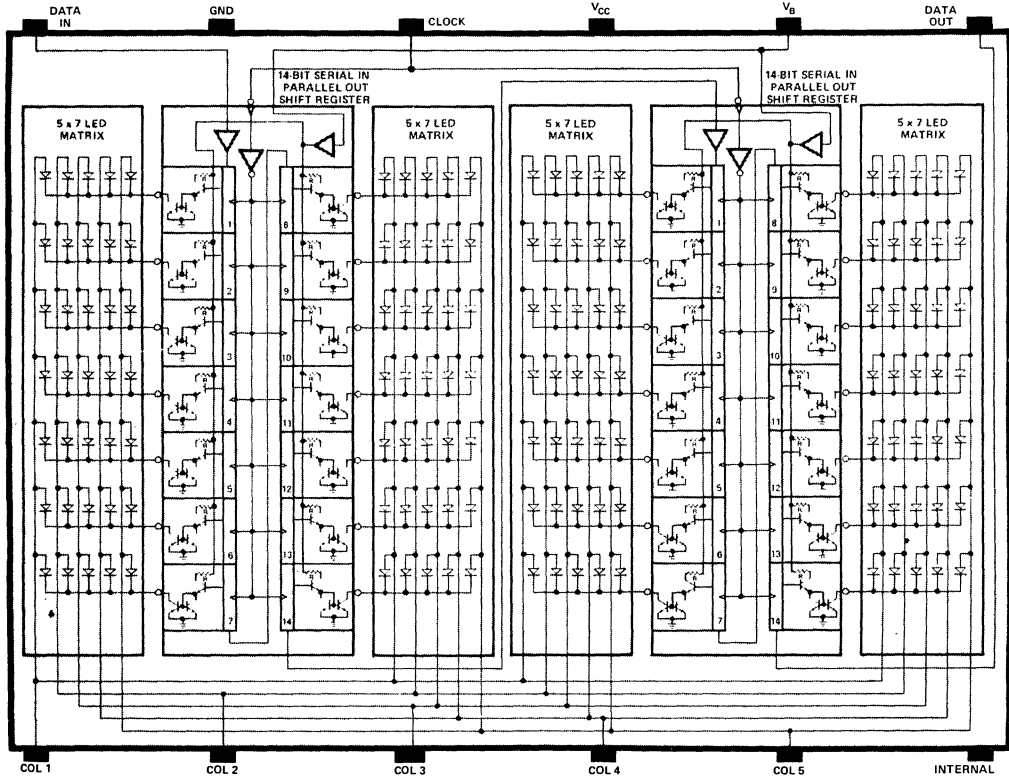 DATA
IN
GND
CLOCK
VCC
VB
DATA
OUT
14-BIT SERIAL IN
PARALLEL OUT
SHIFT REGISTER
14-BIT SERIAL IN
PARALLEL OUT
SHIFT REGISTER
5 x 7 LED
MATRIX
5 x 7 LED
MATRIX
5 x 7 LED
MATRIX
5 x 7 LED
MATRIX
R R R R
1 8 1 8
R R R R
2 9 2 9
R R R R
3 10 3 10
R R R R
4 11 4 11
R R R R
5 12 5 12
R R R R
6 13 6 13
R R R R
7 14 7 14
COL 1
COL 2
COL 3
COL 4
COL 5
INTERNAL